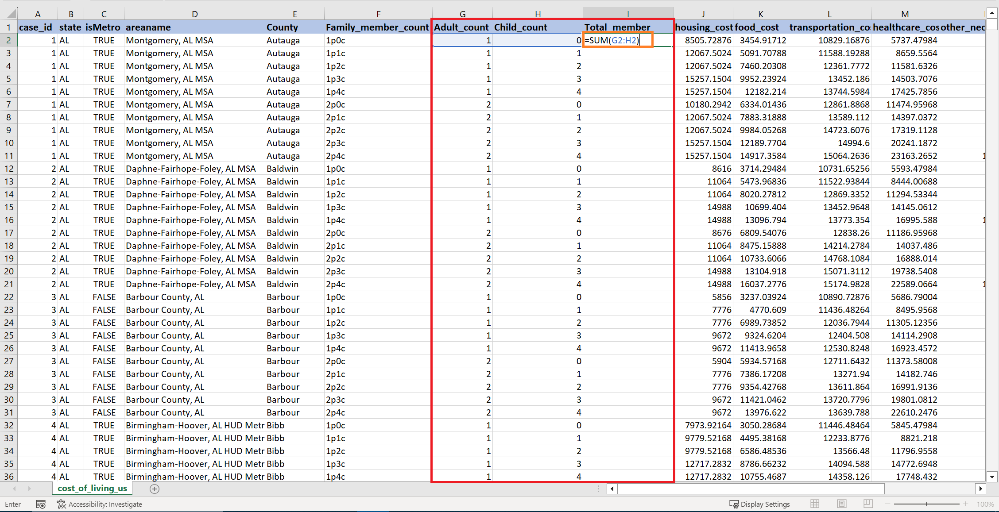 A B C D E F G H I J K L M
1 case_id state isMetro areaname County Family_member_count Adult_count Child_count Total_member housing_cost food_cost transportation_cos healthcare_cos other_nec
2 1 AL TRUE Montgomery, AL MSA Autauga 1p0c 1 0 =SUM(G2:H2) 8505.72876 3454.91712 10829.16876 5737.47984
3 1 AL TRUE Montgomery, AL MSA Autauga 1p1c 1 1 12067.5024 5091.70788 11588.19288 8659.5564
4 1 AL TRUE Montgomery, AL MSA Autauga 1p2c 1 2 12067.5024 7460.20308 12361.7772 11581.6326
5 1 AL TRUE Montgomery, AL MSA Autauga 1p3c 1 3 15257.1504 9952.23924 13452.186 14503.7076
6 1 AL TRUE Montgomery, AL MSA Autauga 1p4c 1 4 15257.1504 12182.214 13744.5984 17425.7856
7 1 AL TRUE Montgomery, AL MSA Autauga 2p0c 2 0 10180.2942 6334.01436 12861.8868 11474.95968
8 1 AL TRUE Montgomery, AL MSA Autauga 2p1c 2 1 12067.5024 7883.31888 13589.112 14397.0372
9 1 AL TRUE Montgomery, AL MSA Autauga 2p2c 2 2 12067.5024 9984.05268 14723.6076 17319.1128
10 1 AL TRUE Montgomery, AL MSA Autauga 2p3c 2 3 15257.1504 12189.7704 14994.6 20241.1872
11 1 AL TRUE Montgomery, AL MSA Autauga 2p4c 2 4 15257.1504 14917.3584 15064.2636 23163.2652 1
12 2 AL TRUE Daphne-Fairhope-Foley, AL MSA Baldwin 1p0c 1 0 8616 3714.29484 10731.65256 5593.47984
13 2 AL TRUE Daphne-Fairhope-Foley, AL MSA Baldwin 1p1c 1 1 11064 5473.96836 11522.93844 8444.00688
14 2 AL TRUE Daphne-Fairhope-Foley, AL MSA Baldwin 1p2c 1 2 11064 8020.27812 12869.3352 11294.53344
15 2 AL TRUE Daphne-Fairhope-Foley, AL MSA Baldwin 1p3c 1 3 14988 10699.404 13452.9648 14145.0612
16 2 AL TRUE Daphne-Fairhope-Foley, AL MSA Baldwin 1p4c 1 4 14988 13096.794 13773.354 16995.588 1
17 2 AL TRUE Daphne-Fairhope-Foley, AL MSA Baldwin 2p0c 2 0 8676 6809.54076 12838.26 11186.95968
18 2 AL TRUE Daphne-Fairhope-Foley, AL MSA Baldwin 2p1c 2 1 11064 8475.15888 14214.2784 14037.486
19 2 AL TRUE Daphne-Fairhope-Foley, AL MSA Baldwin 2p2c 2 2 11064 10733.6066 14768.1084 16888.014
20 2 AL TRUE Daphne-Fairhope-Foley, AL MSA Baldwin 2p3c 2 3 14988 13104.918 15071.3112 19738.5408
21 2 AL TRUE Daphne-Fairhope-Foley, AL MSA Baldwin 2p4c 2 4 14988 16037.2776 15174.9828 22589.0664 1
22 3 AL FALSE Barbour County, AL Barbour 1p0c 1 0 5856 3237.03924 10890.72876 5686.79004
23 3 AL FALSE Barbour County, AL Barbour 1p1c 1 1 7776 4770.609 11436.48264 8495.9568
24 3 AL FALSE Barbour County, AL Barbour 1p2c 1 2 7776 6989.73852 12036.7944 11305.12356
25 3 AL FALSE Barbour County, AL Barbour 1p3c 1 3 9672 9324.6204 12404.508 14114.2908
26 3 AL FALSE Barbour County, AL Barbour 1p4c 1 4 9672 11413.9658 12530.8248 16923.4572
27 3 AL FALSE Barbour County, AL Barbour 2p0c 2 0 5904 5934.57168 12711.6432 11373.58008
28 3 AL FALSE Barbour County, AL Barbour 2p1c 2 1 7776 7386.17208 13271.94 14182.746
29 3 AL FALSE Barbour County, AL Barbour 2p2c 2 2 7776 9354.42768 13611.864 16991.9136
30 3 AL FALSE Barbour County, AL Barbour 2p3c 2 3 9672 11421.0462 13720.7796 19801.0812
31 3 AL FALSE Barbour County, AL Barbour 2p4c 2 4 9672 13976.622 13639.788 22610.2476
32 4 AL TRUE Birmingham-Hoover, AL HUD Metr Bibb 1p0c 1 0 7973.92164 3050.28684 11446.48464 5845.47984
33 4 AL TRUE Birmingham-Hoover, AL HUD Metr Bibb 1p1c 1 1 9779.52168 4495.38168 12233.8776 8821.218
34 4 AL TRUE Birmingham-Hoover, AL HUD Metr Bibb 1p2c 1 2 9779.52168 6586.48536 13566.48 11796.9558
35 4 AL TRUE Birmingham-Hoover, AL HUD Metr Bibb 1p3c 1 3 12717.2832 8786.66232 14094.588 14772.6948
36 4 AL TRUE Birmingham-Hoover, AL HUD Metr Bibb 1p4c 1 4 12717.2832 10755.4687 14358.126 17748.432
cost_of_living_us
Enter Accessibility: Investigate Display Settings 100%